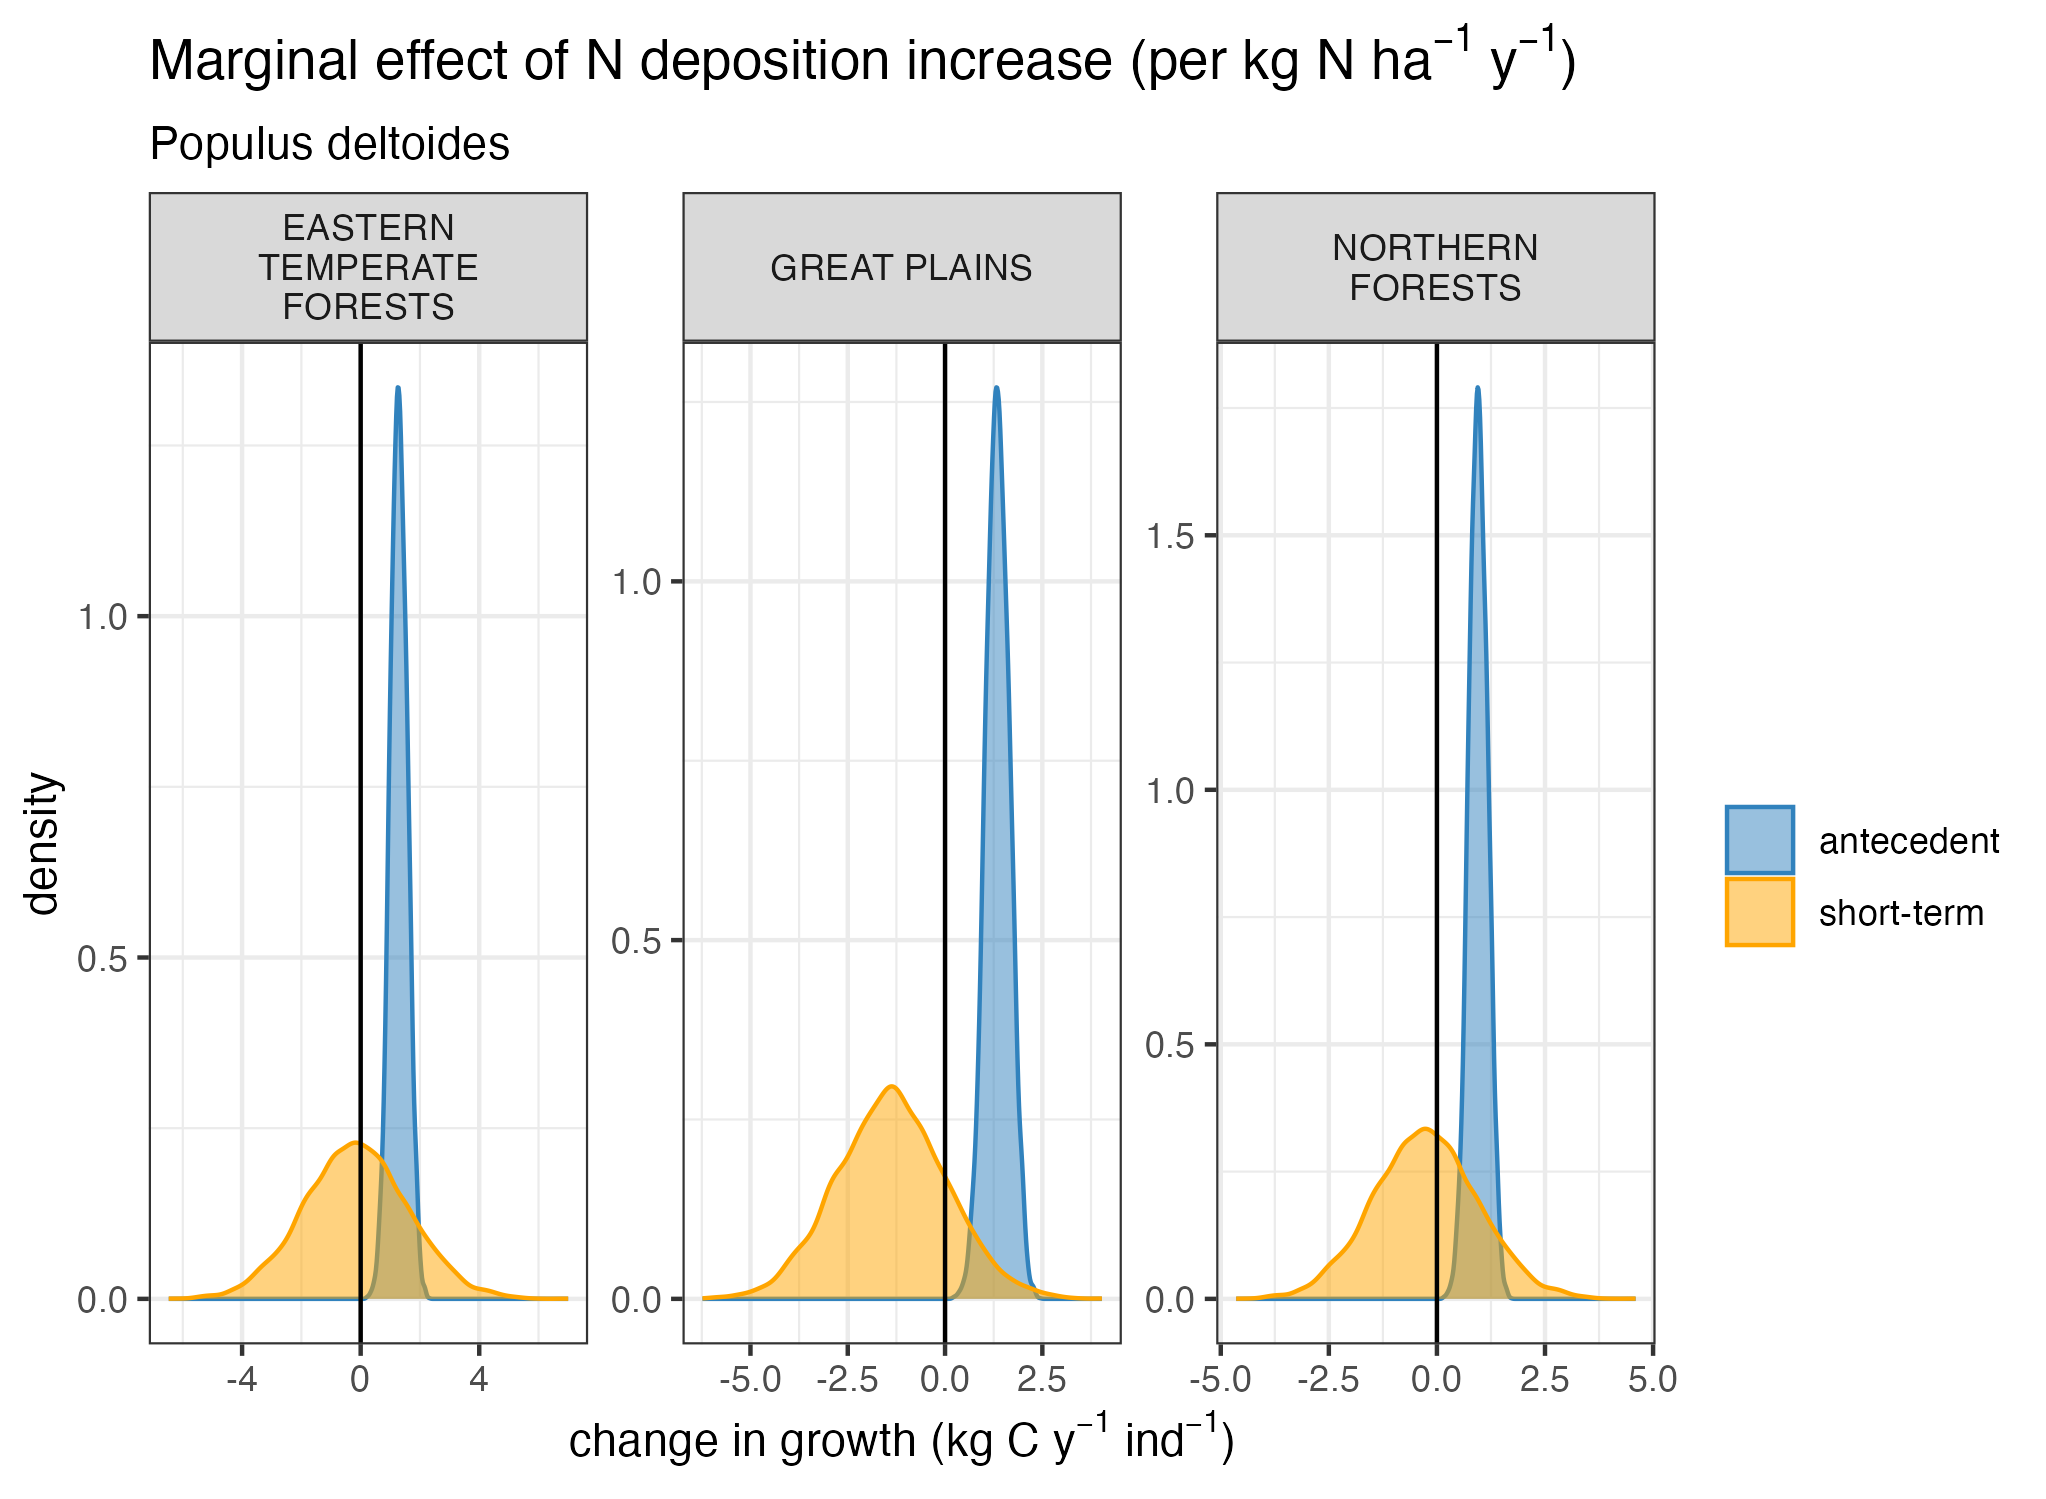 Marginal effect of N deposition increase (per kg N ha⁻¹ y⁻¹)
Populus deltoides
EASTERN
TEMPERATE
FORESTS
GREAT PLAINS
NORTHERN
FORESTS
density
1.0
0.5
0.0
1.0
0.5
0.0
1.5
1.0
0.5
0.0
-4 0 4
-5.0 -2.5 0.0 2.5
-5.0 -2.5 0.0 2.5 5.0
change in growth (kg C y⁻¹ ind⁻¹)
antecedent
short-term